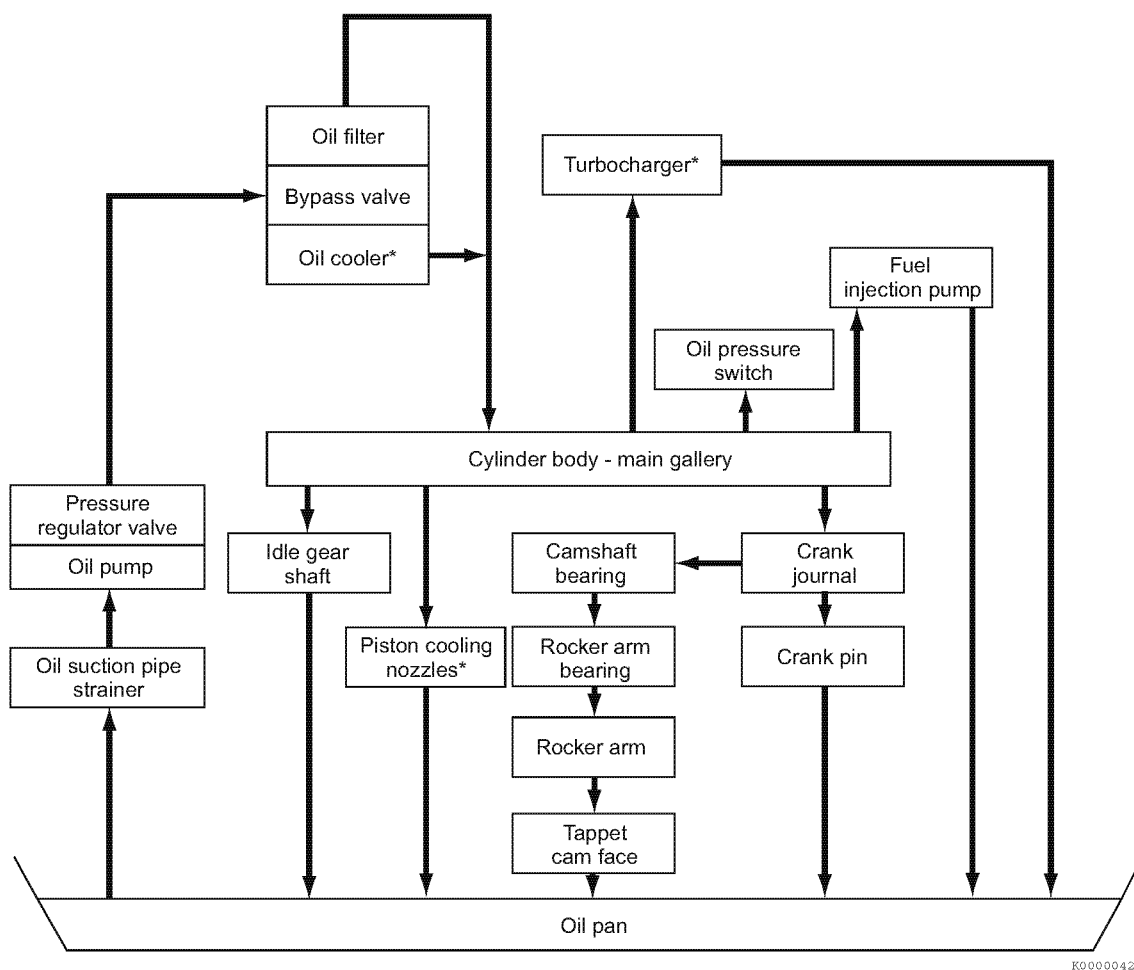 Oil filter
Turbocharger*
Bypass valve
Oil cooler*
Fuel
injection pump
Oil pressure
switch
Cylinder body - main gallery
Pressure
regulator valve
Oil pump
Idle gear
shaft
Camshaft
bearing
Crank
journal
Oil suction pipe
strainer
Piston cooling
nozzles*
Rocker arm
bearing
Crank pin
Rocker arm
Tappet
cam face
Oil pan
K0000042